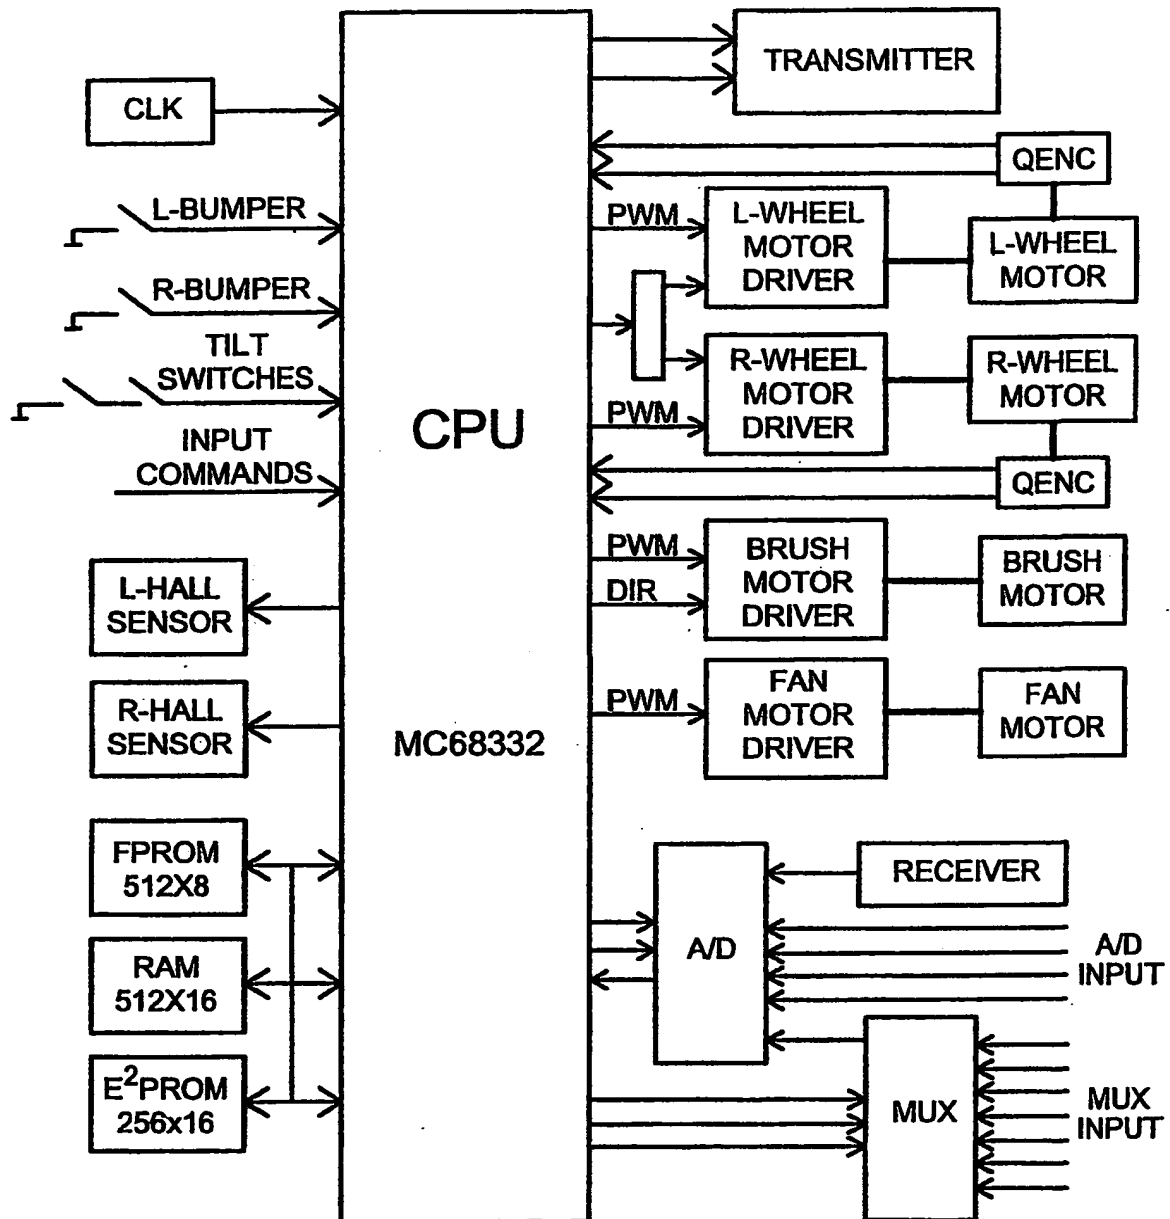 TRANSMITTER
CLK
QENC
L-BUMPER
PWM
L-WHEEL
MOTOR
DRIVER
L-WHEEL
MOTOR
R-BUMPER
TILT
SWITCHES
R-WHEEL
MOTOR
DRIVER
R-WHEEL
MOTOR
PWM
CPU
INPUT
COMMANDS
QENC
PWM
DIR
BRUSH
MOTOR
DRIVER
BRUSH
MOTOR
L-HALL
SENSOR
R-HALL
SENSOR
PWM
FAN
MOTOR
DRIVER
FAN
MOTOR
MC68332
FPROM
512X8
RECEIVER
A/D
A/D
INPUT
RAM
512X16
E²PROM
256x16
MUX
MUX
INPUT